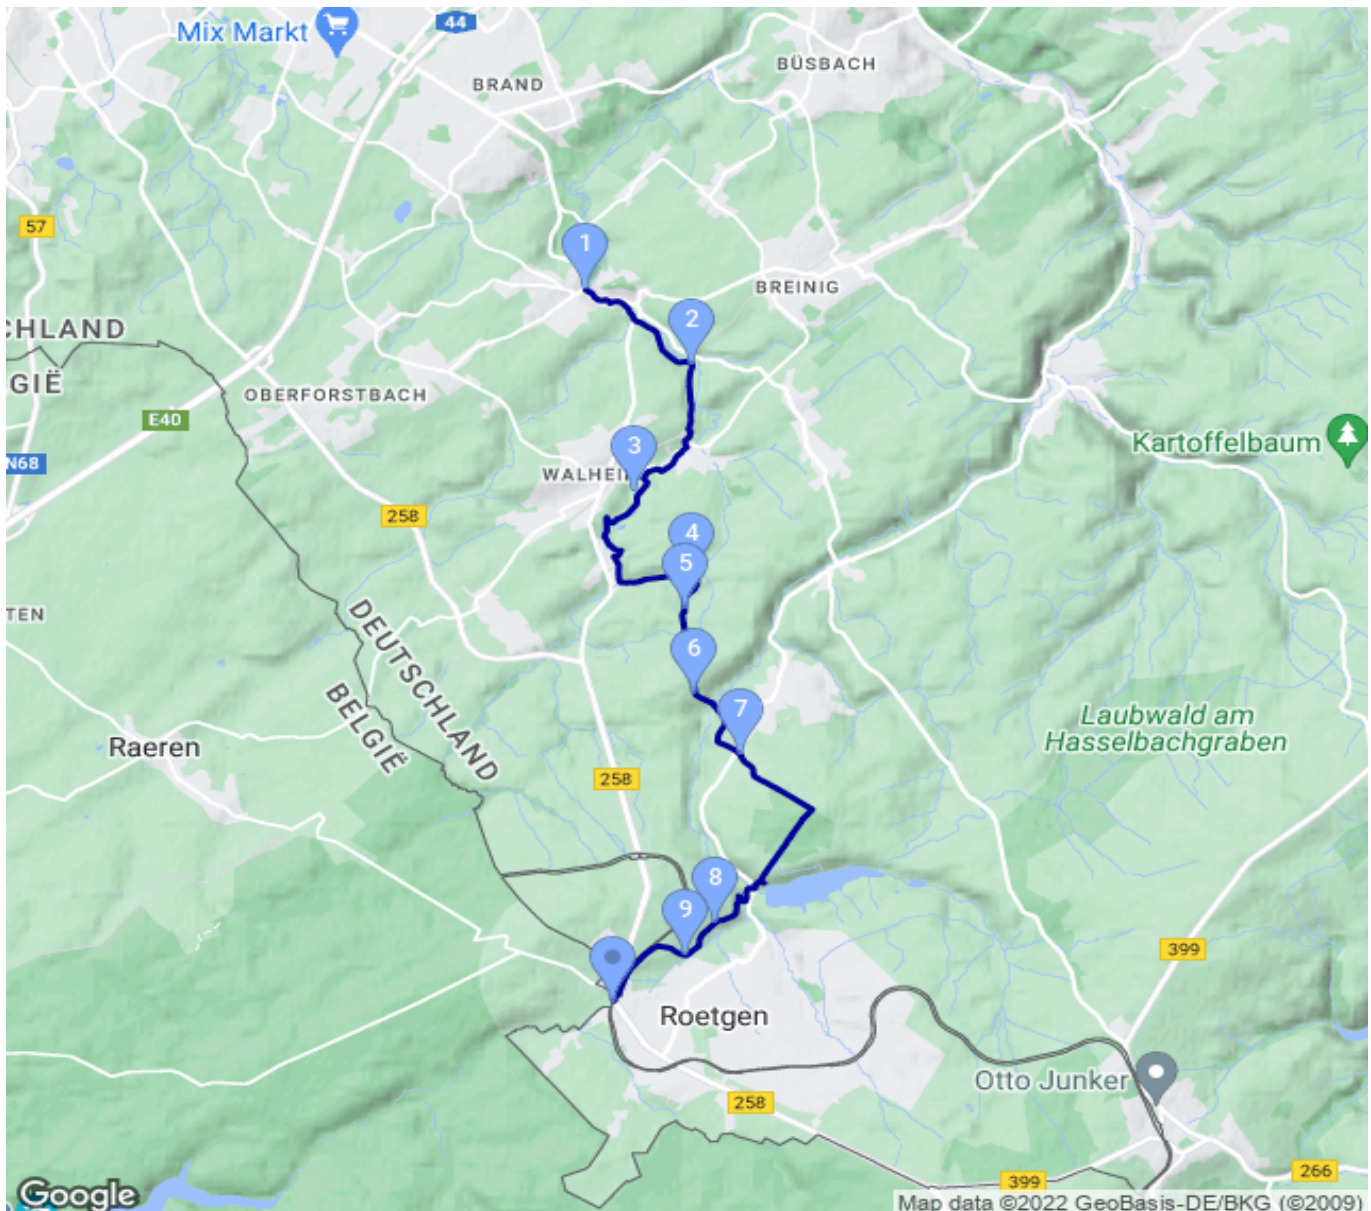 Mix Markt
44
BRAND
BÜSBACH
57
1
BREINIG
2
CHLAND
GIË
OBERFORSTBACH
E40
N68
3
WALHEI
Kartoffelbaum
258
4
5
TEN
DEUTSCHLAND
BELGIË
6
7
Laubwald am
Hasselbachgraben
Raeren
258
8
9
399
Roetgen
Otto Junker
258
266
399
Google
Map data ©2022 GeoBasis-DE/BKG (©2009)